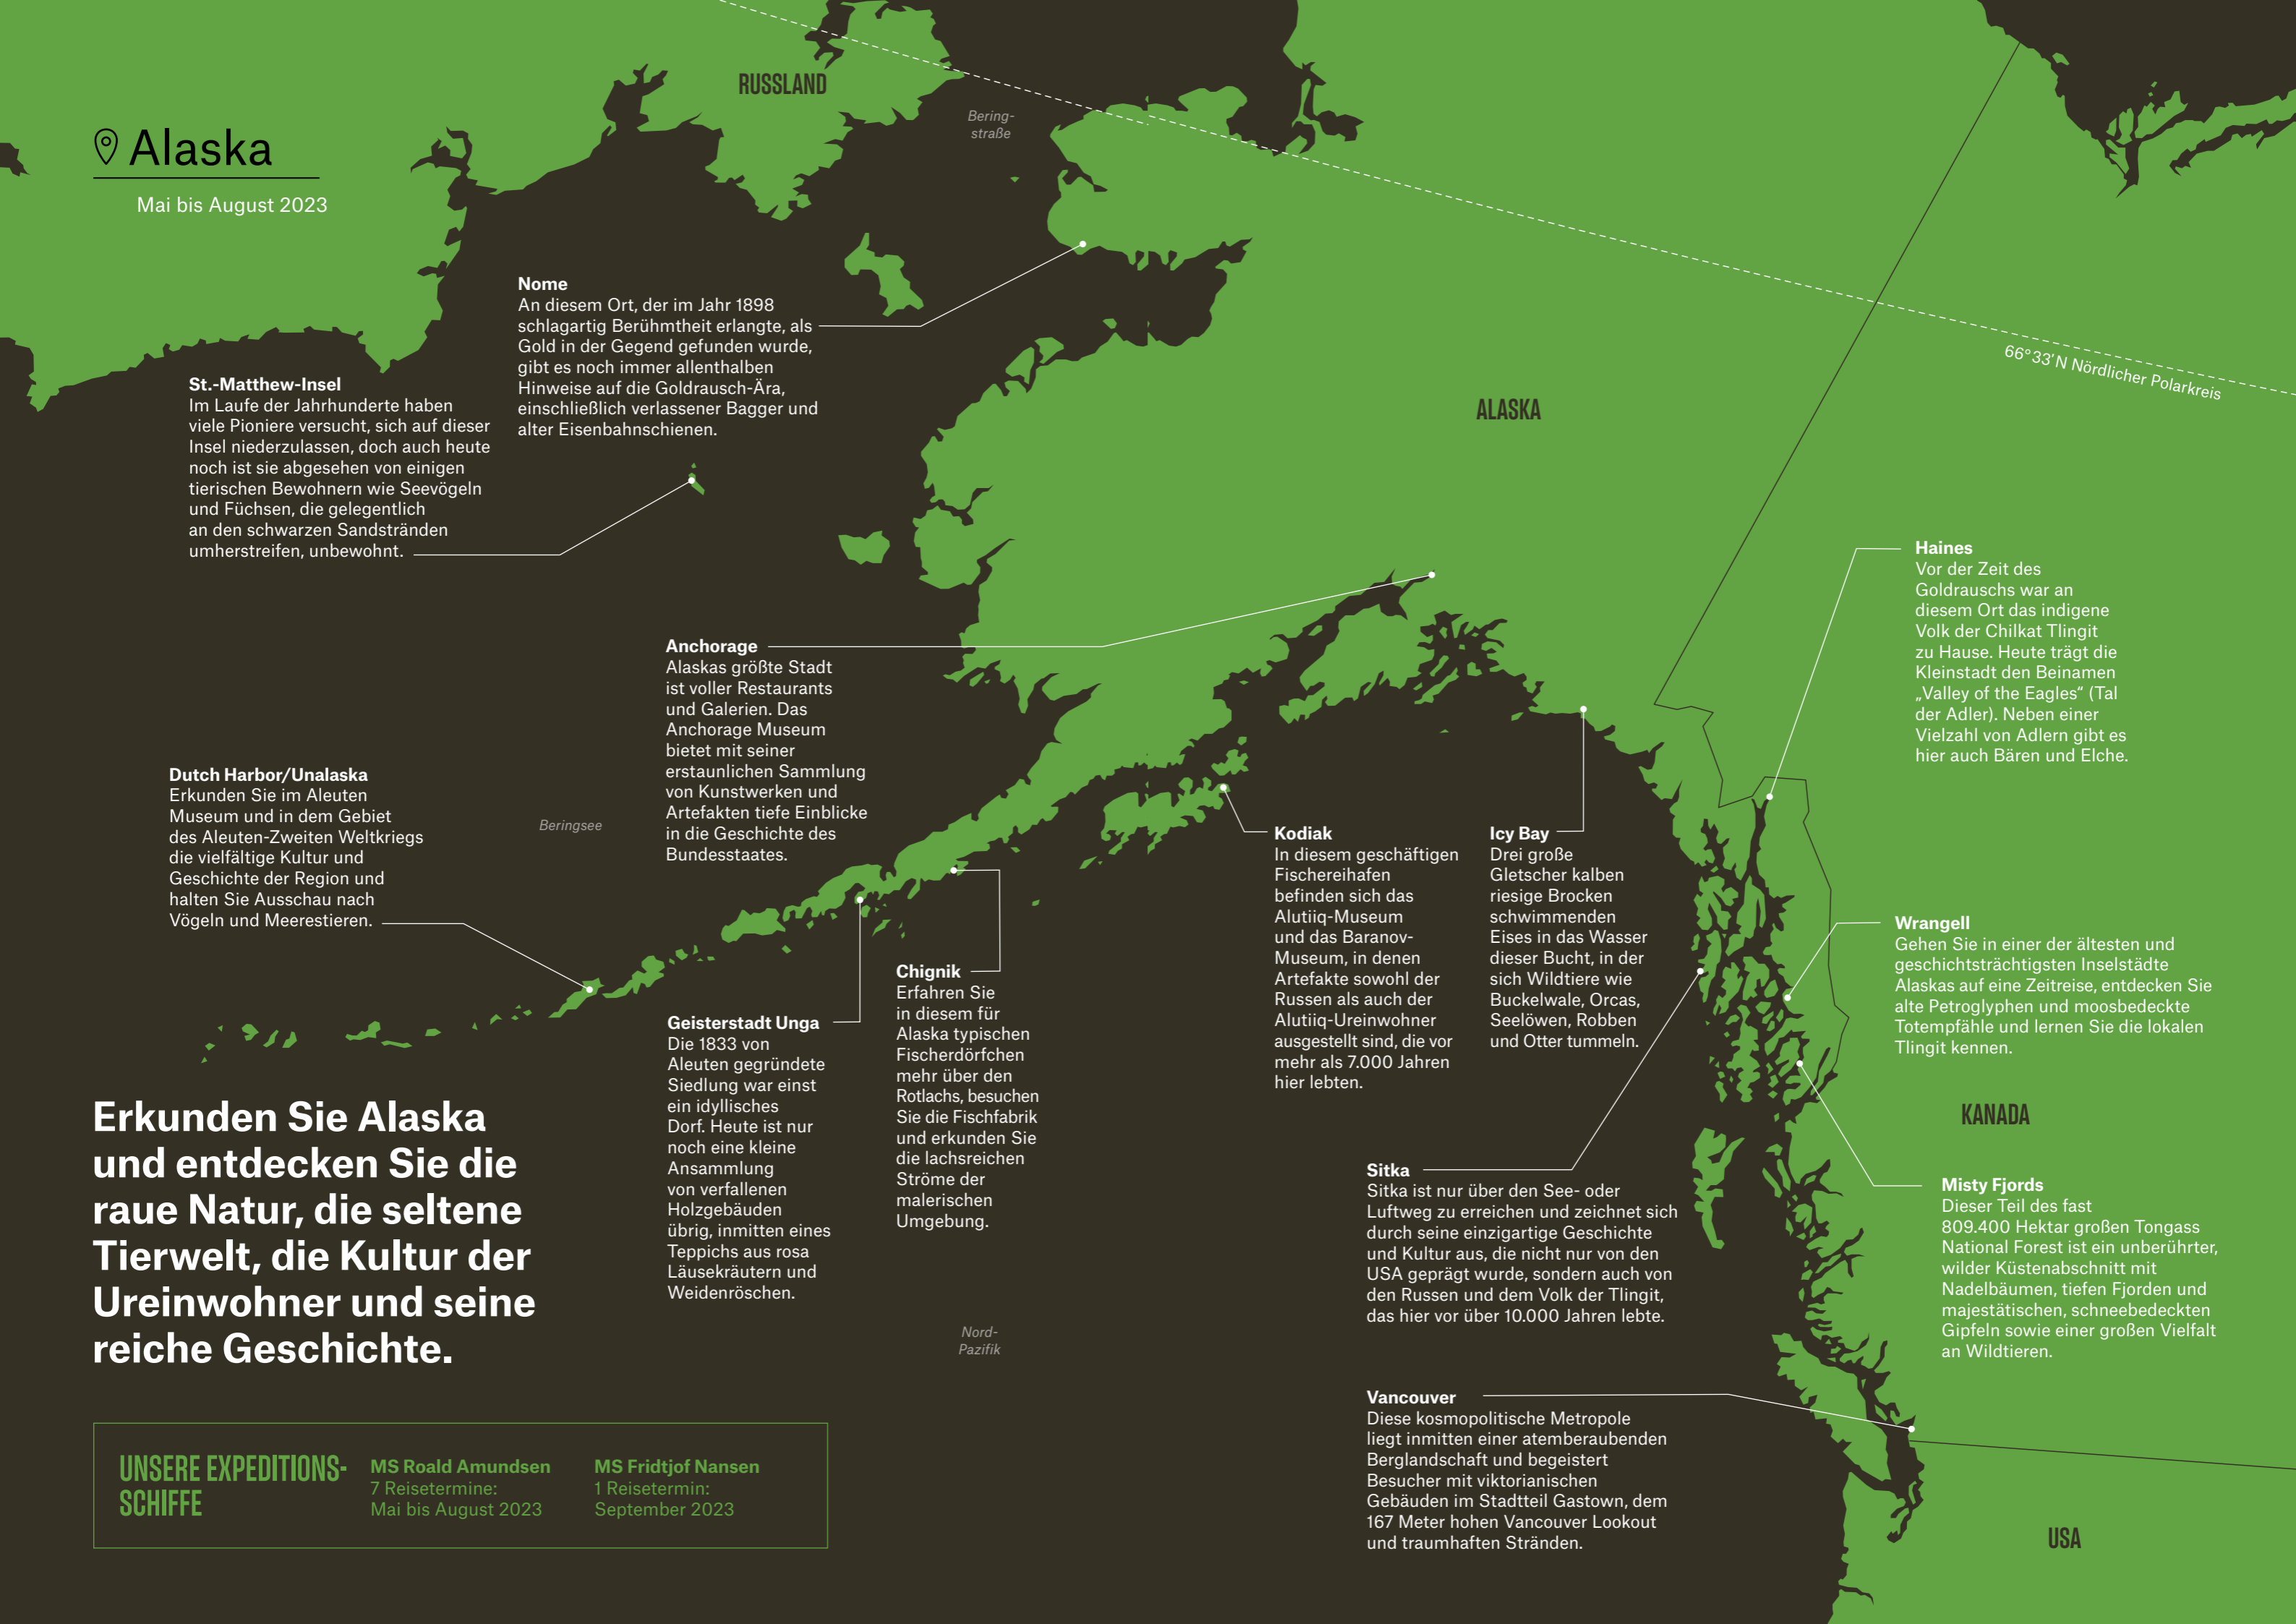 Alaska
Mai bis August 2023
RUSSLAND
Bering-
straße
Nome
An diesem Ort, der im Jahr 1898
schlagartig Berühmtheit erlangte, als
Gold in der Gegend gefunden wurde,
gibt es noch immer allenthalben
Hinweise auf die Goldrausch-Ära,
einschließlich verlassener Bagger und
alter Eisenbahnschienen.
St.-Matthew-Insel
Im Laufe der Jahrhunderte haben
viele Pioniere versucht, sich auf dieser
Insel niederzulassen, doch auch heute
noch ist sie abgesehen von einigen
tierischen Bewohnern wie Seevögeln
und Füchsen, die gelegentlich
an den schwarzen Sandstränden
umherstreifen, unbewohnt.
66°33′N Nördlicher Polarkreis
ALASKA
Haines
Vor der Zeit des
Goldrauschs war an
diesem Ort das indigene
Volk der Chilkat Tlingit
zu Hause. Heute trägt die
Kleinstadt den Beinamen
„Valley of the Eagles“ (Tal
der Adler). Neben einer
Vielzahl von Adlern gibt es
hier auch Bären und Elche.
Anchorage
Alaskas größte Stadt
ist voller Restaurants
und Galerien. Das
Anchorage Museum
bietet mit seiner
erstaunlichen Sammlung
von Kunstwerken und
Artefakten tiefe Einblicke
in die Geschichte des
Bundesstaates.
Dutch Harbor/Unalaska
Erkunden Sie im Aleuten
Museum und in dem Gebiet
des Aleuten-Zweiten Weltkriegs
die vielfältige Kultur und
Geschichte der Region und
halten Sie Ausschau nach
Vögeln und Meerestieren.
Beringsee
Kodiak
In diesem geschäftigen
Fischereihafen
befinden sich das
Alutiiq-Museum
und das Baranov-
Museum, in denen
Artefakte sowohl der
Russen als auch der
Alutiiq-Ureinwohner
ausgestellt sind, die vor
mehr als 7.000 Jahren
hier lebten.
Icy Bay
Drei große
Gletscher kalben
riesige Brocken
schwimmenden
Eises in das Wasser
dieser Bucht, in der
sich Wildtiere wie
Buckelwale, Orcas,
Seelöwen, Robben
und Otter tummeln.
Wrangell
Gehen Sie in einer der ältesten und
geschichtsträchtigsten Inselstädte
Alaskas auf eine Zeitreise, entdecken Sie
alte Petroglyphen und moosbedeckte
Totempfähle und lernen Sie die lokalen
Tlingit kennen.
Chignik
Erfahren Sie
in diesem für
Alaska typischen
Fischerdörfchen
mehr über den
Rotlachs, besuchen
Sie die Fischfabrik
und erkunden Sie
die lachsreichen
Ströme der
malerischen
Umgebung.
Geisterstadt Unga
Die 1833 von
Aleuten gegründete
Siedlung war einst
ein idyllisches
Dorf. Heute ist nur
noch eine kleine
Ansammlung
von verfallenen
Holzgebäuden
übrig, inmitten eines
Teppichs aus rosa
Läusekräutern und
Weidenröschen.
Erkunden Sie Alaska
und entdecken Sie die
raue Natur, die seltene
Tierwelt, die Kultur der
Ureinwohner und seine
reiche Geschichte.
KANADA
Sitka
Sitka ist nur über den See- oder
Luftweg zu erreichen und zeichnet sich
durch seine einzigartige Geschichte
und Kultur aus, die nicht nur von den
USA geprägt wurde, sondern auch von
den Russen und dem Volk der Tlingit,
das hier vor über 10.000 Jahren lebte.
Misty Fjords
Dieser Teil des fast
809.400 Hektar großen Tongass
National Forest ist ein unberührter,
wilder Küstenabschnitt mit
Nadelbäumen, tiefen Fjorden und
majestätischen, schneebedeckten
Gipfeln sowie einer großen Vielfalt
an Wildtieren.
Nord-
Pazifik
Vancouver
Diese kosmopolitische Metropole
liegt inmitten einer atemberaubenden
Berglandschaft und begeistert
Besucher mit viktorianischen
Gebäuden im Stadtteil Gastown, dem
167 Meter hohen Vancouver Lookout
und traumhaften Stränden.
USA
UNSERE EXPEDITIONS-
SCHIFFE
MS Roald Amundsen
7 Reisetermine:
Mai bis August 2023
MS Fridtjof Nansen
1 Reisetermin:
September 2023